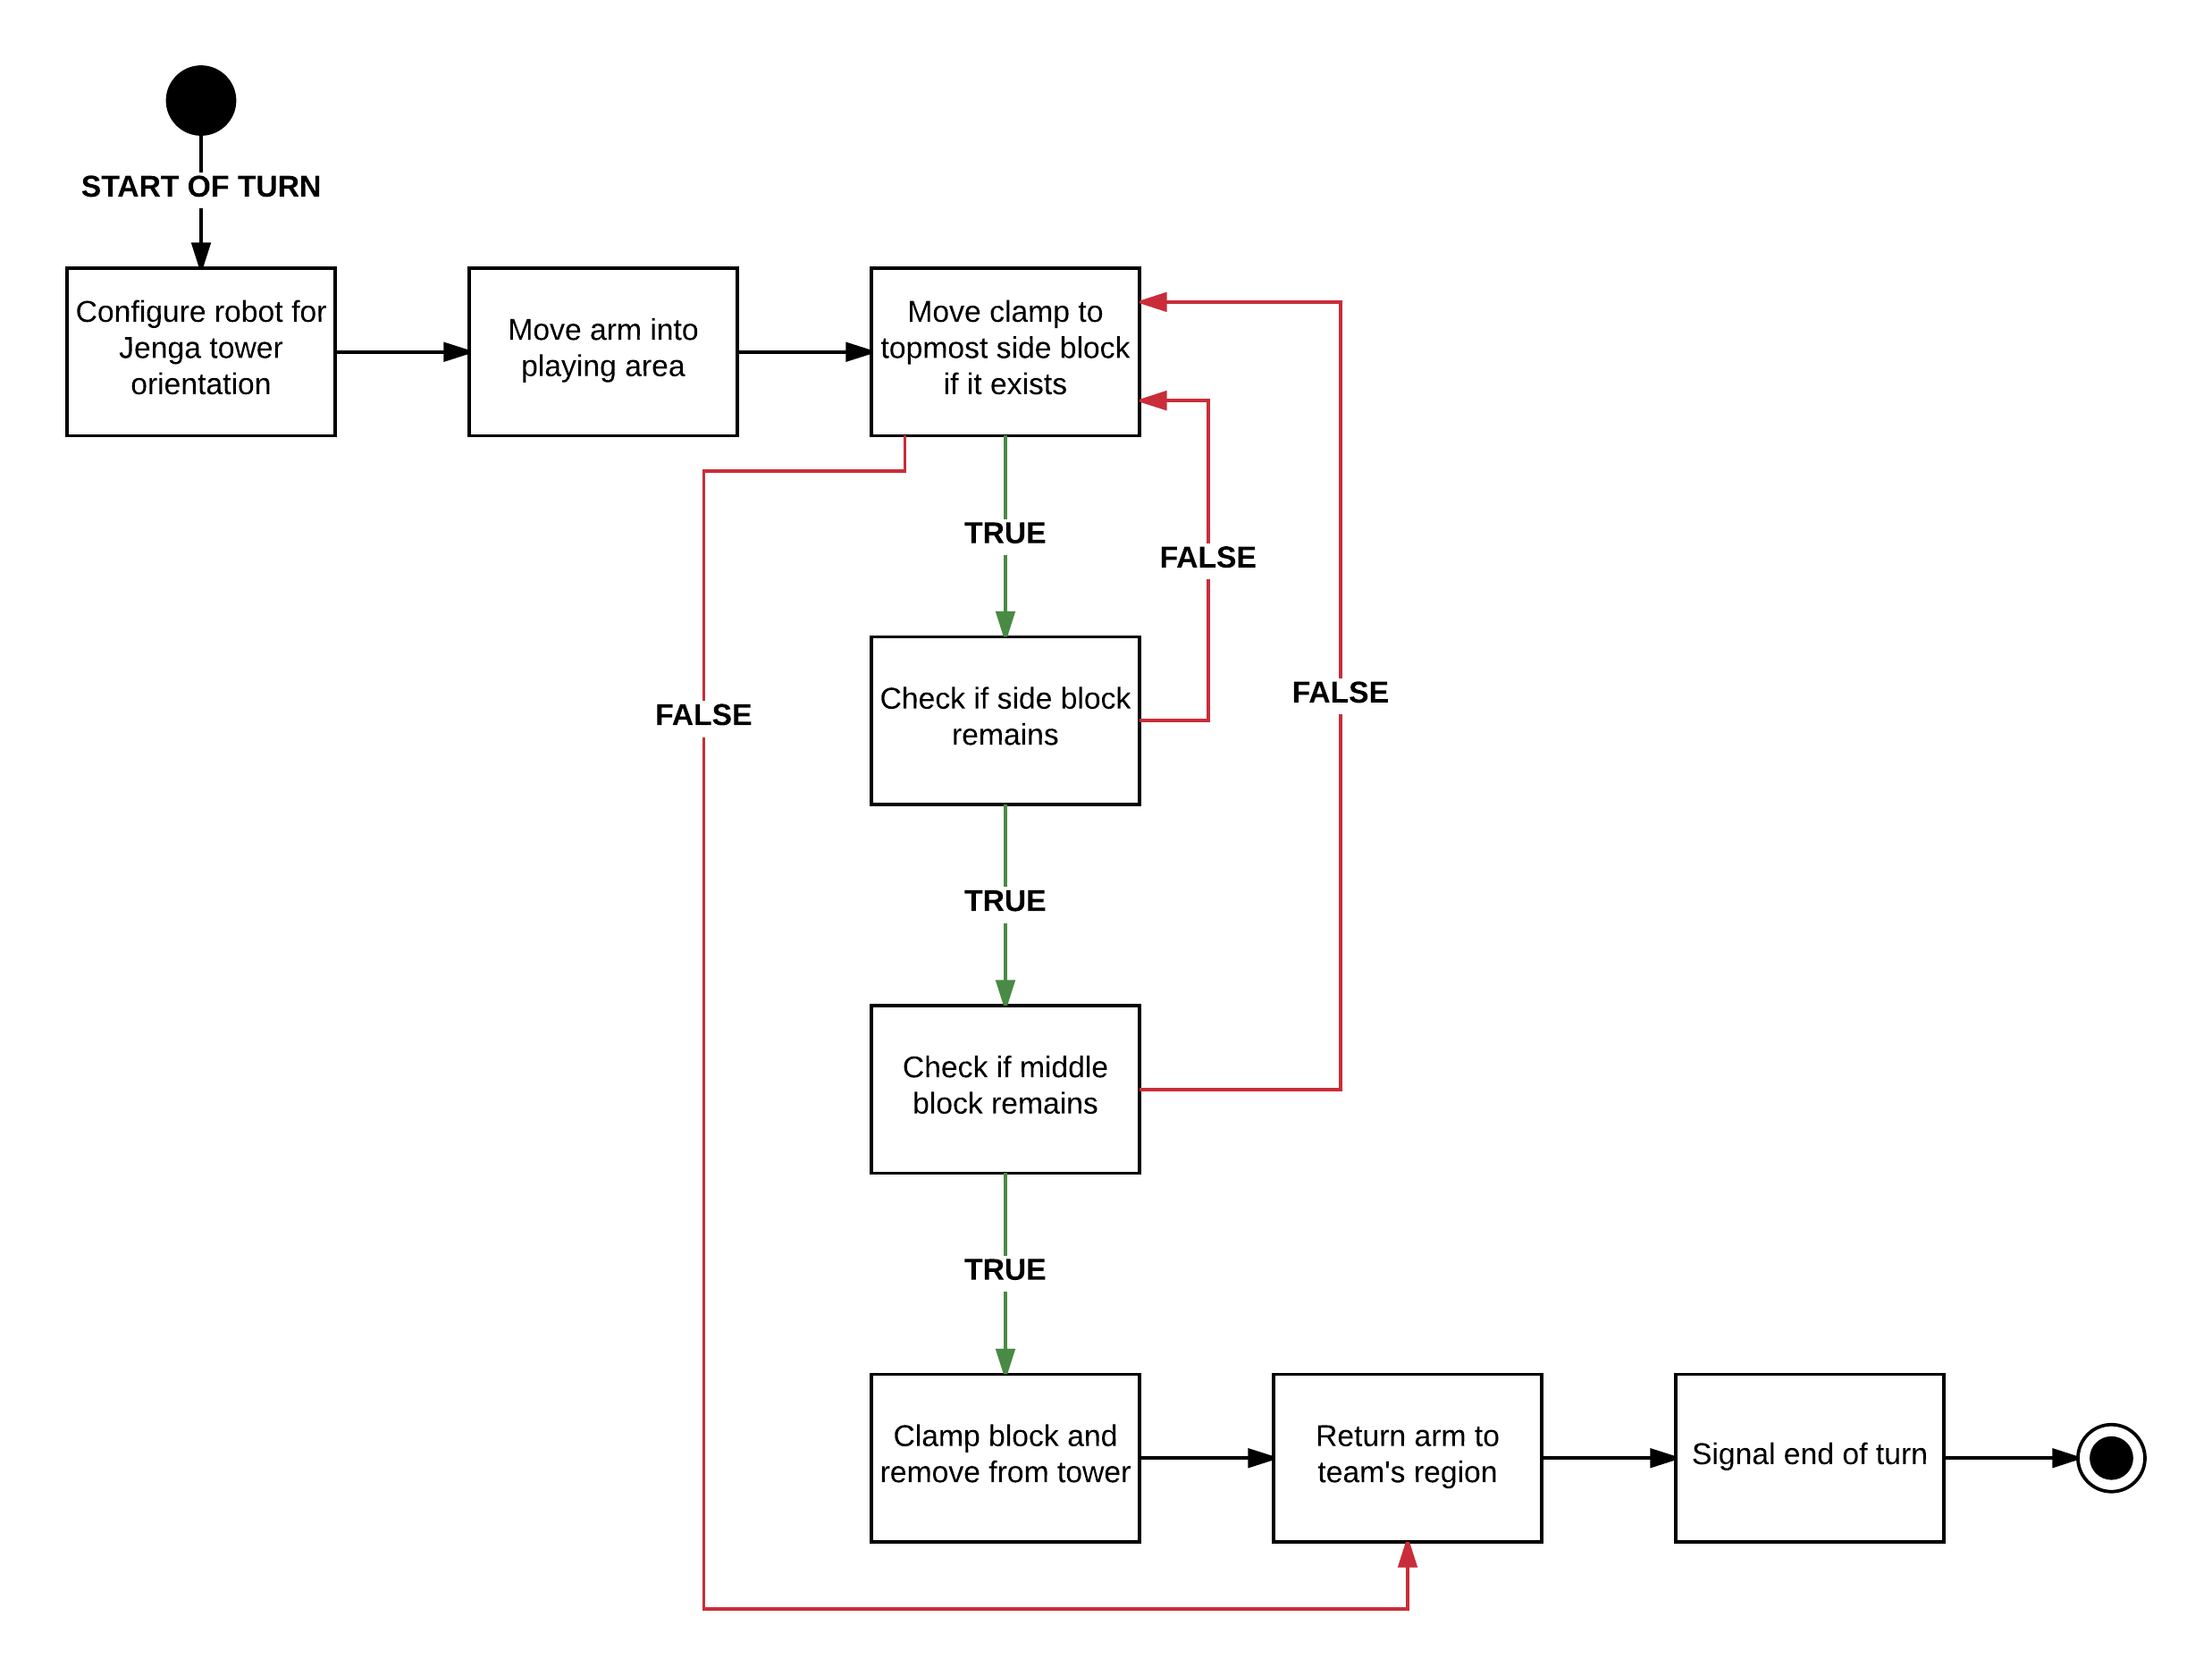 START OF TURN
Configure robot for
Jenga tower
orientation
Move arm into
playing area
Move clamp to
topmost side block
if it exists
TRUE
FALSE
Check if side block
remains
FALSE
FALSE
TRUE
Check if middle
block remains
TRUE
Clamp block and
remove from tower
Return arm to
team's region
Signal end of turn